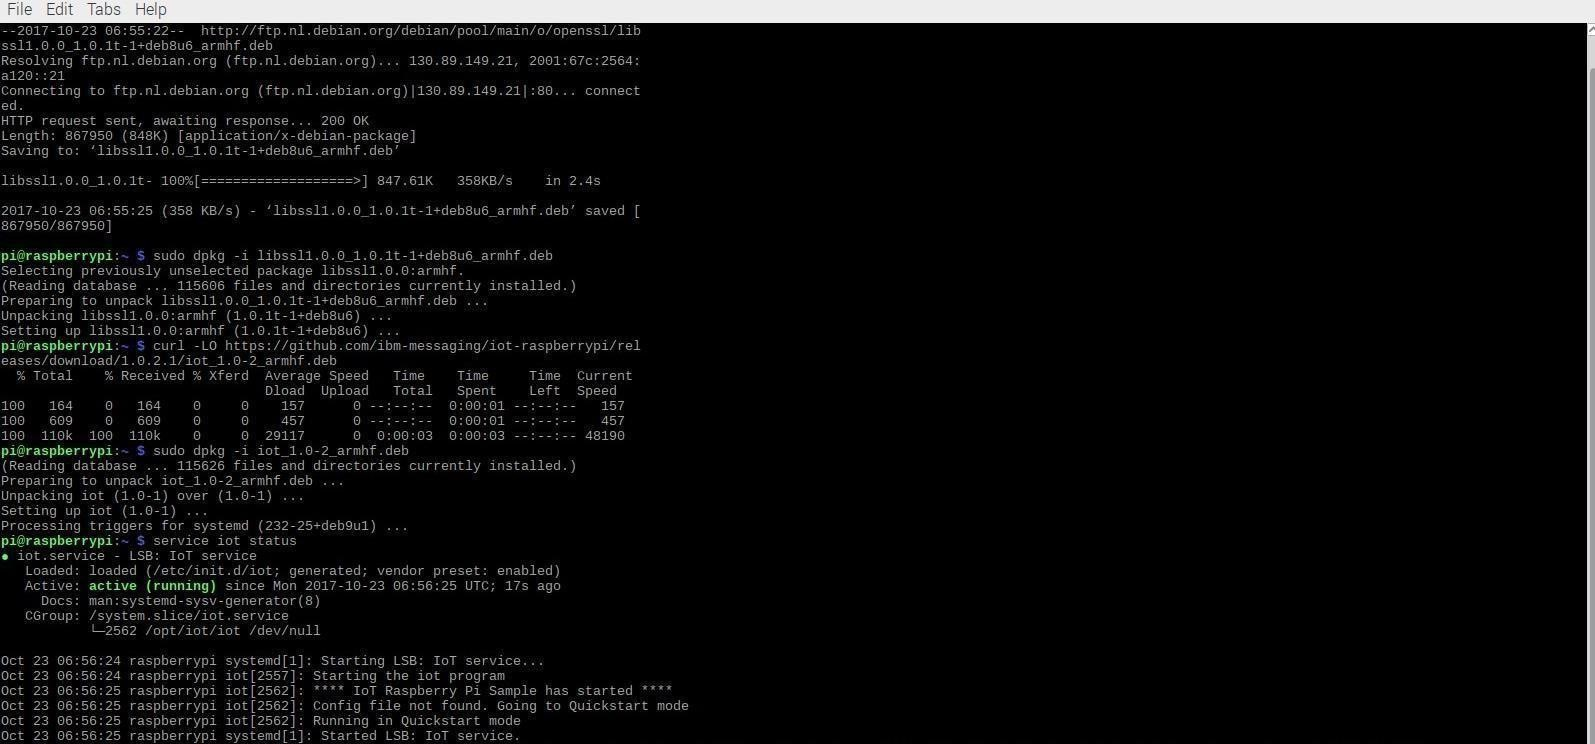 File Edit Tabs Help
--2017-10-23 06:55:22--  http://ftp.nl.debian.org/debian/pool/main/o/openssl/lib
ssl1.0.0_1.0.1t-1+deb8u6_armhf.deb
Resolving ftp.nl.debian.org (ftp.nl.debian.org)... 130.89.149.21, 2001:67c:2564:
a120::21
Connecting to ftp.nl.debian.org (ftp.nl.debian.org)|130.89.149.21|:80... connect
ed.
HTTP request sent, awaiting response... 200 OK
Length: 867950 (848K) [application/x-debian-package]
Saving to: ‘libssl1.0.0_1.0.1t-1+deb8u6_armhf.deb’
libssl1.0.0_1.0.1t- 100%[===================>] 847.61K   358KB/s    in 2.4s
2017-10-23 06:55:25 (358 KB/s) - ‘libssl1.0.0_1.0.1t-1+deb8u6_armhf.deb’ saved [
867950/867950]
pi@raspberrypi:~ $ sudo dpkg -i libssl1.0.0_1.0.1t-1+deb8u6_armhf.deb
Selecting previously unselected package libssl1.0.0:armhf.
(Reading database ... 115606 files and directories currently installed.)
Preparing to unpack libssl1.0.0_1.0.1t-1+deb8u6_armhf.deb ...
Unpacking libssl1.0.0:armhf (1.0.1t-1+deb8u6) ...
Setting up libssl1.0.0:armhf (1.0.1t-1+deb8u6) ...
pi@raspberrypi:~ $ curl -LO https://github.com/ibm-messaging/iot-raspberrypi/rel
eases/download/1.0.2.1/iot_1.0-2_armhf.deb
  % Total    % Received % Xferd  Average Speed   Time    Time     Time  Current
                                 Dload  Upload   Total   Spent    Left  Speed
100   164    0   164    0     0    157      0 --:--:--  0:00:01 --:--:--   157
100   609    0   609    0     0    457      0 --:--:--  0:00:01 --:--:--   457
100  110k  100  110k    0     0  29117      0  0:00:03  0:00:03 --:--:-- 48190
pi@raspberrypi:~ $ sudo dpkg -i iot_1.0-2_armhf.deb
(Reading database ... 115626 files and directories currently installed.)
Preparing to unpack iot_1.0-2_armhf.deb ...
Unpacking iot (1.0-1) over (1.0-1) ...
Setting up iot (1.0-1) ...
Processing triggers for systemd (232-25+deb9u1) ...
pi@raspberrypi:~ $ service iot status
● iot.service - LSB: IoT service
   Loaded: loaded (/etc/init.d/iot; generated; vendor preset: enabled)
   Active: active (running) since Mon 2017-10-23 06:56:25 UTC; 17s ago
     Docs: man:systemd-sysv-generator(8)
   CGroup: /system.slice/iot.service
           └─2562 /opt/iot/iot /dev/null
Oct 23 06:56:24 raspberrypi systemd[1]: Starting LSB: IoT service...
Oct 23 06:56:24 raspberrypi iot[2557]: Starting the iot program
Oct 23 06:56:25 raspberrypi iot[2562]: **** IoT Raspberry Pi Sample has started ****
Oct 23 06:56:25 raspberrypi iot[2562]: Config file not found. Going to Quickstart mode
Oct 23 06:56:25 raspberrypi iot[2562]: Running in Quickstart mode
Oct 23 06:56:25 raspberrypi systemd[1]: Started LSB: IoT service.